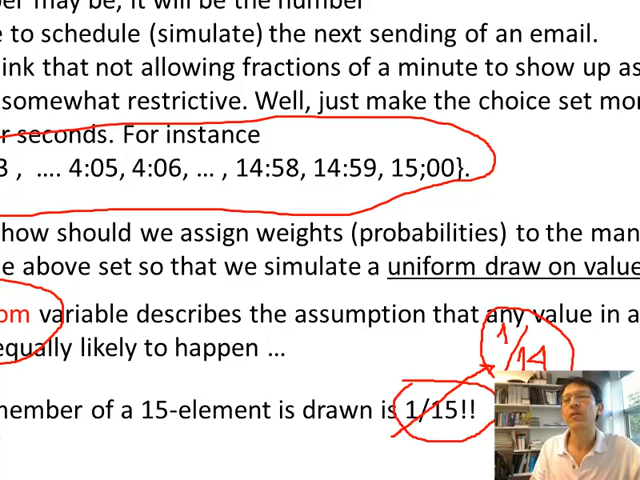 ber may be, it will be the number
e to schedule (simulate) the next sending of an email.
ink that not allowing fractions of a minute to show up as
somewhat restrictive. Well, just make the choice set mor
r seconds. For instance
3 , …. 4:05, 4:06, … , 14:58, 14:59, 15;00}.
how should we assign weights (probabilities) to the man
e above set so that we simulate a uniform draw on value
om variable describes the assumption that any value in a
equally likely to happen …
1/14
member of a 15-element is drawn is 1/15!!